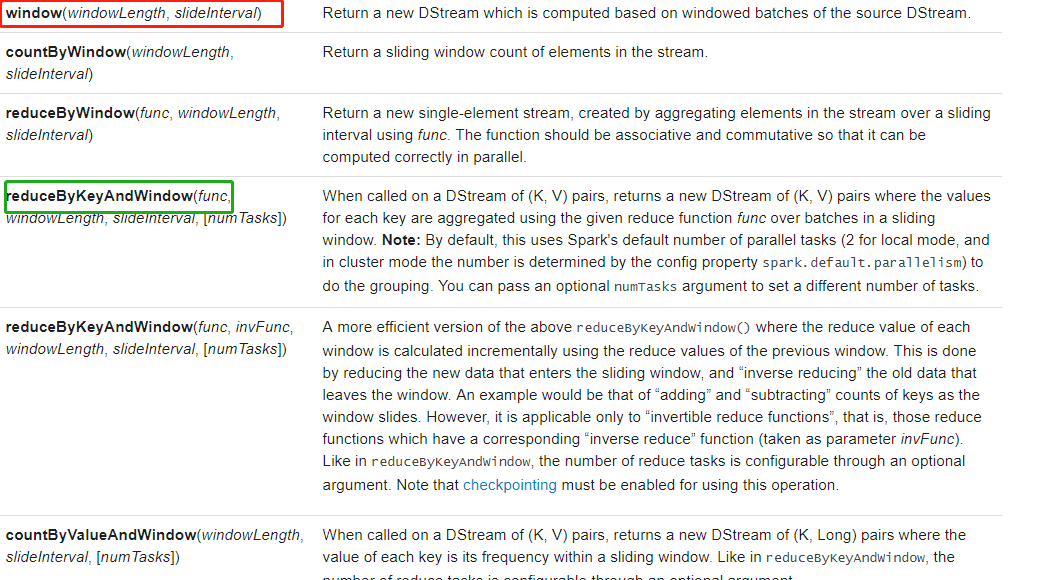 window(windowLength, slideInterval)
Return a new DStream which is computed based on windowed batches of the source DStream.
countByWindow(windowLength,
slideInterval)
Return a sliding window count of elements in the stream.
reduceByWindow(func, windowLength,
slideInterval)
Return a new single-element stream, created by aggregating elements in the stream over a sliding
interval using func. The function should be associative and commutative so that it can be
computed correctly in parallel.
reduceByKeyAndWindow(func,
windowLength, slideInterval, [numTasks])
When called on a DStream of (K, V) pairs, returns a new DStream of (K, V) pairs where the values
for each key are aggregated using the given reduce function func over batches in a sliding
window. Note: By default, this uses Spark's default number of parallel tasks (2 for local mode, and
in cluster mode the number is determined by the config property spark.default.parallelism) to
do the grouping. You can pass an optional numTasks argument to set a different number of tasks.
reduceByKeyAndWindow(func, invFunc,
windowLength, slideInterval, [numTasks])
A more efficient version of the above reduceByKeyAndWindow() where the reduce value of each
window is calculated incrementally using the reduce values of the previous window. This is done
by reducing the new data that enters the sliding window, and “inverse reducing” the old data that
leaves the window. An example would be that of “adding” and “subtracting” counts of keys as the
window slides. However, it is applicable only to “invertible reduce functions”, that is, those reduce
functions which have a corresponding “inverse reduce” function (taken as parameter invFunc).
Like in reduceByKeyAndWindow, the number of reduce tasks is configurable through an optional
argument. Note that checkpointing must be enabled for using this operation.
countByValueAndWindow(windowLength,
slideInterval, [numTasks])
When called on a DStream of (K, V) pairs, returns a new DStream of (K, Long) pairs where the
value of each key is its frequency within a sliding window. Like in reduceByKeyAndWindow, the
number of reduce tasks is configurable through an optional argument.